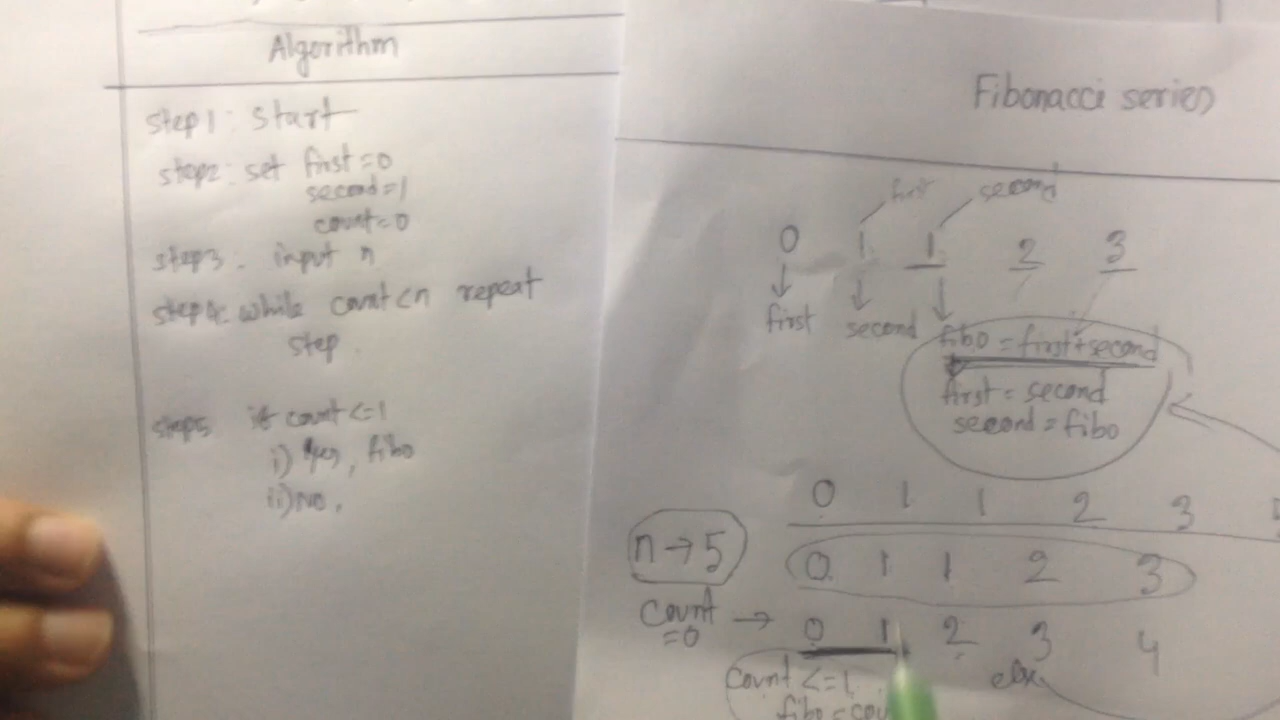 Algorithm
step1: start
step2: set first=0
second=1
count=0
step3. input n
step4: while count<n repeat
step
step5 if count<=1
i) yes, fibo
ii) No,
Fibonacci series
first second
0 1 1 2 3
first second fibo = first+second
first = second
second = fibo
0 1 1 2 3
n→5 0 1 1 2 3
count
=0 → 0 1 2 3 4
count <=1 else
fibo=cou